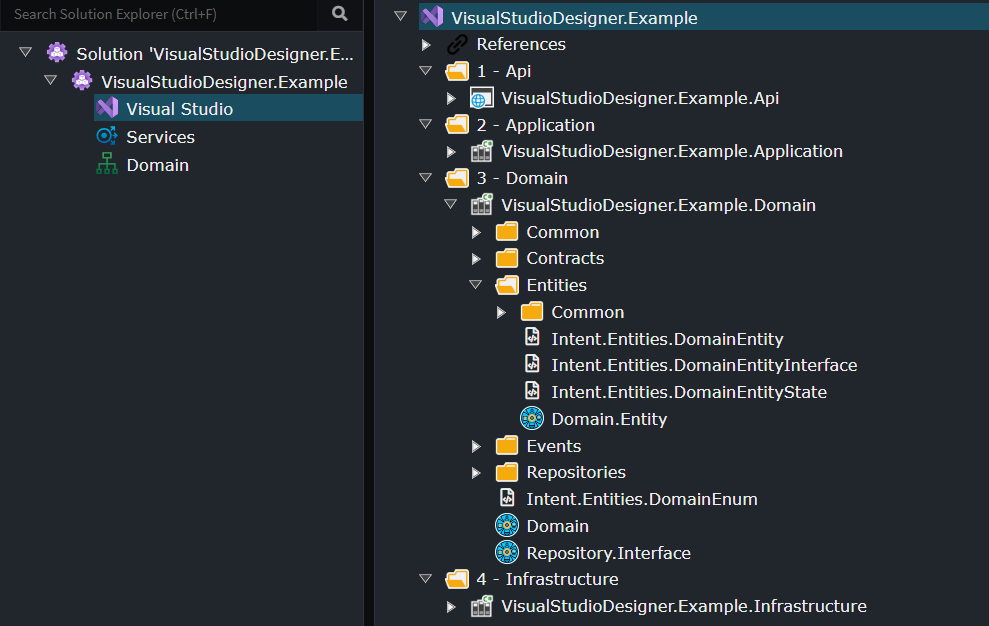 Search Solution Explorer (Ctrl+F)
Solution 'VisualStudioDesigner.E...
VisualStudioDesigner.Example
Visual Studio
Services
Domain
VisualStudioDesigner.Example
References
1 - Api
VisualStudioDesigner.Example.Api
2 - Application
VisualStudioDesigner.Example.Application
3 - Domain
VisualStudioDesigner.Example.Domain
Common
Contracts
Entities
Common
Intent.Entities.DomainEntity
Intent.Entities.DomainEntityInterface
Intent.Entities.DomainEntityState
Domain.Entity
Events
Repositories
Intent.Entities.DomainEnum
Domain
Repository.Interface
4 - Infrastructure
VisualStudioDesigner.Example.Infrastructure